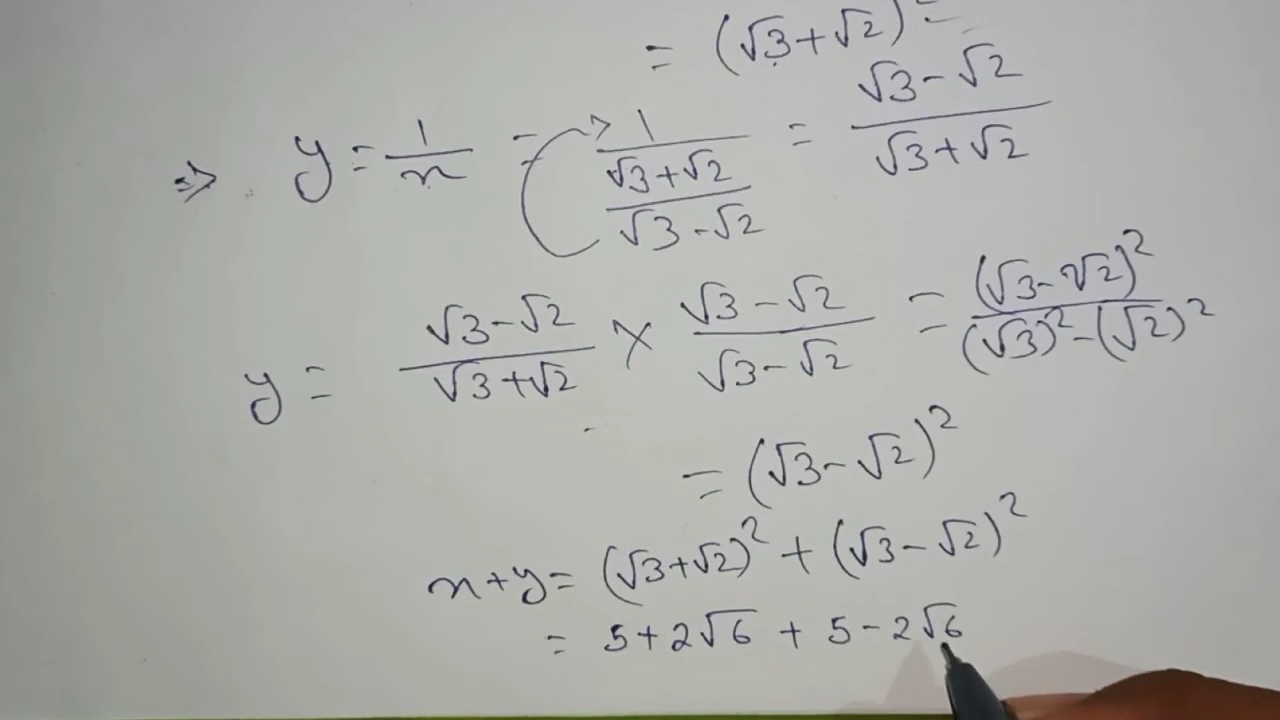 = (√3+√2)²
⇒ y = 1/x = 1/((√3+√2)/(√3-√2)) = (√3-√2)/(√3+√2)
y = (√3-√2)/(√3+√2) × (√3-√2)/(√3-√2) = (√3-√2)²/((√3)²-(√2)²)
= (√3-√2)²
x+y = (√3+√2)² + (√3-√2)²
= 5+2√6 + 5-2√6